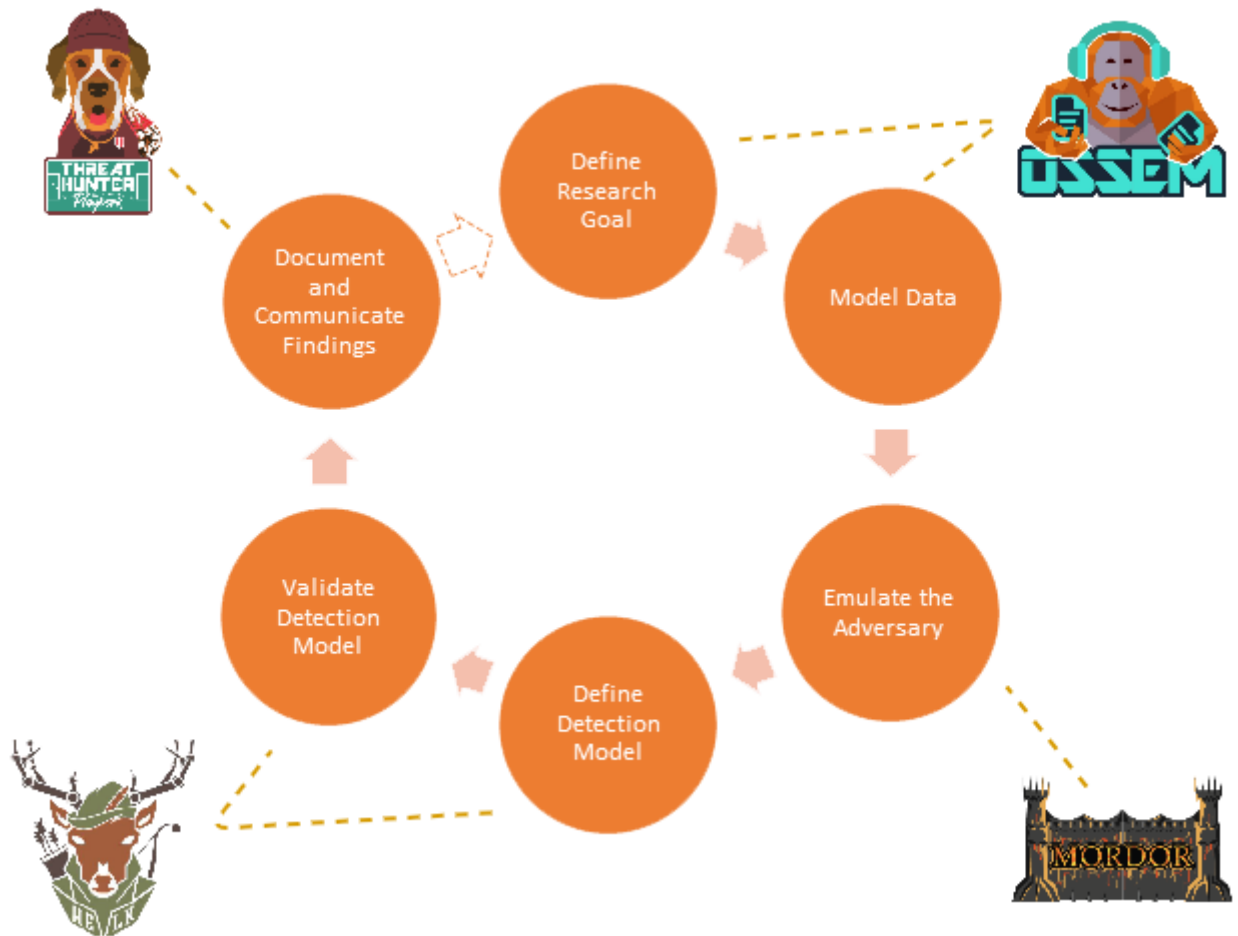 THREAT
HUNTER
Playbook
OSSEM
Define
Research
Goal
Document
and
Communicate
Findings
Model Data
Validate
Detection
Model
Emulate the
Adversary
Define
Detection
Model
HELK
MORDOR